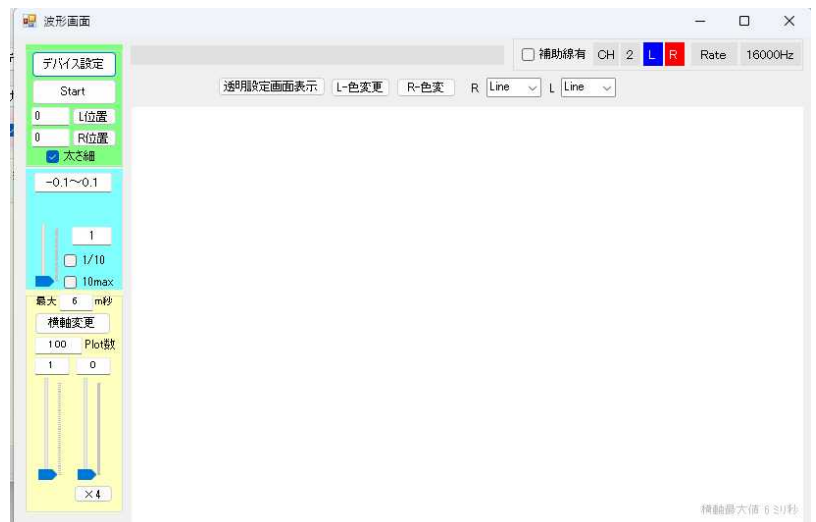 波形画面
デバイス設定
補助線有 CH 2 L R Rate 16000Hz
Start
透明設定画面表示 L-色変更 R-色変 R Line L Line
0 L位置
0 R位置
太さ細
-0.1～0.1
1
1/10
10max
最大 6 m秒
横軸変更
100 Plot数
1 0
×4
横軸最大値 6 ミリ秒